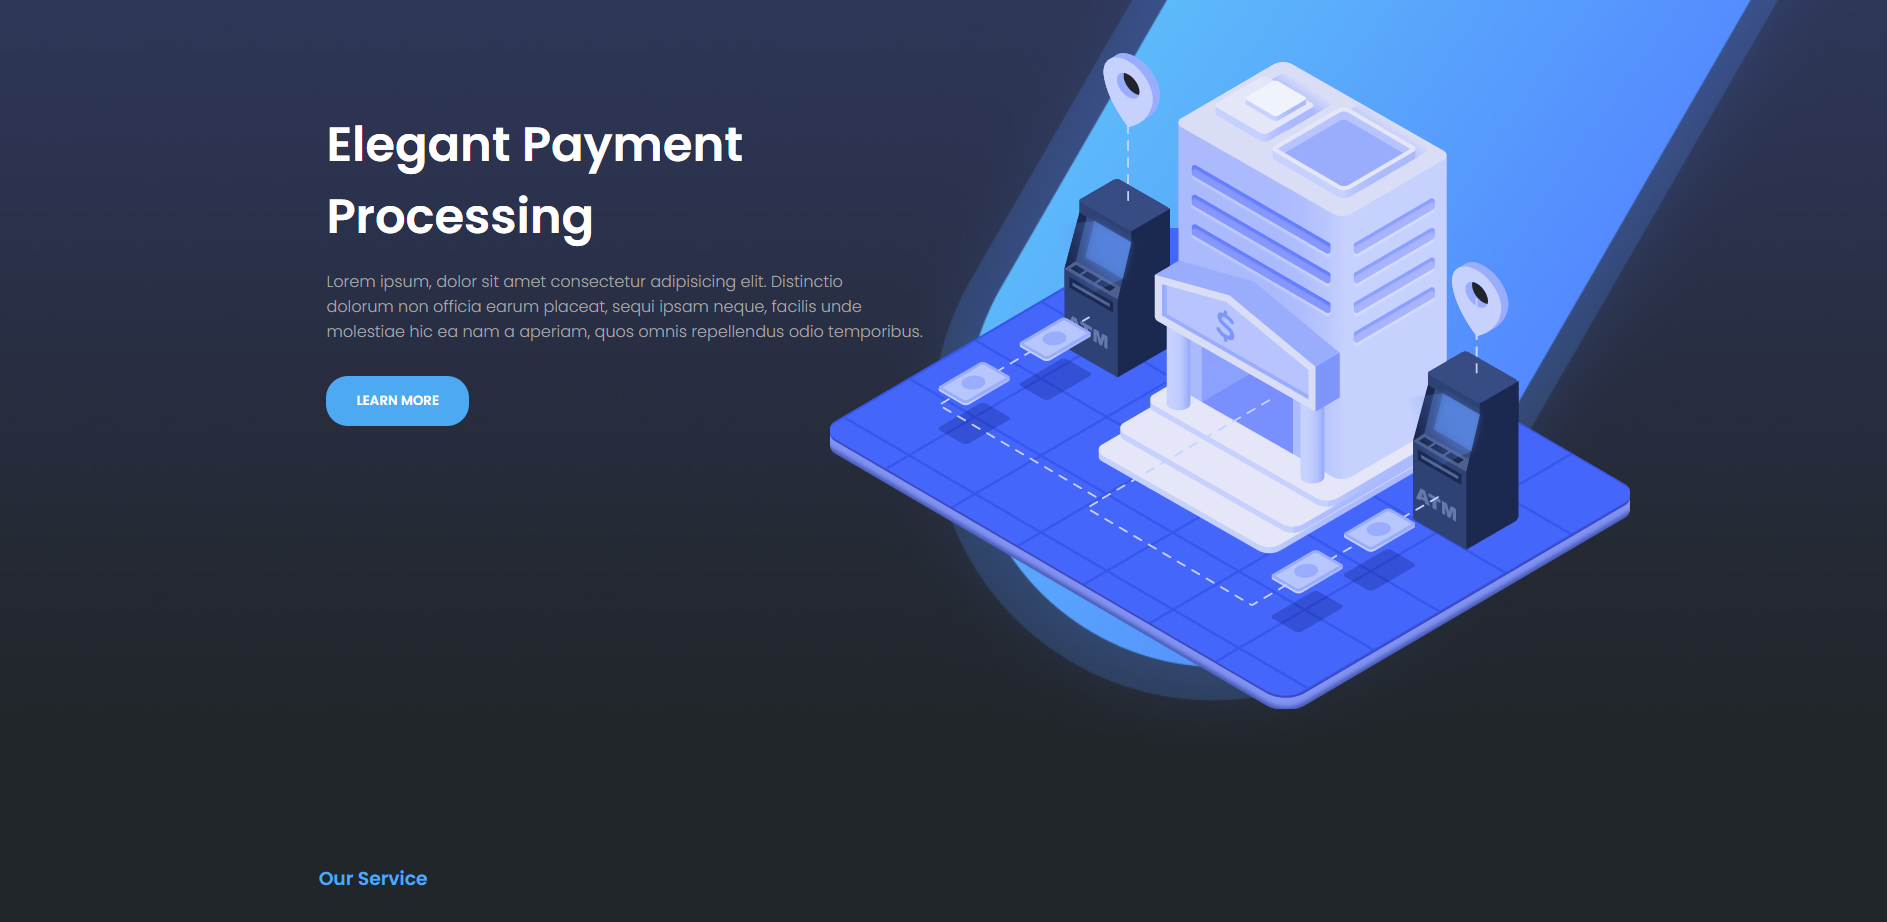 Elegant Payment
Processing
Lorem ipsum, dolor sit amet consectetur adipisicing elit. Distinctio
dolorum non officia earum placeat, sequi ipsam neque, facilis unde
molestiae hic ea nam a aperiam, quos omnis repellendus odio temporibus.
LEARN MORE
$
ATM
ATM
Our Service